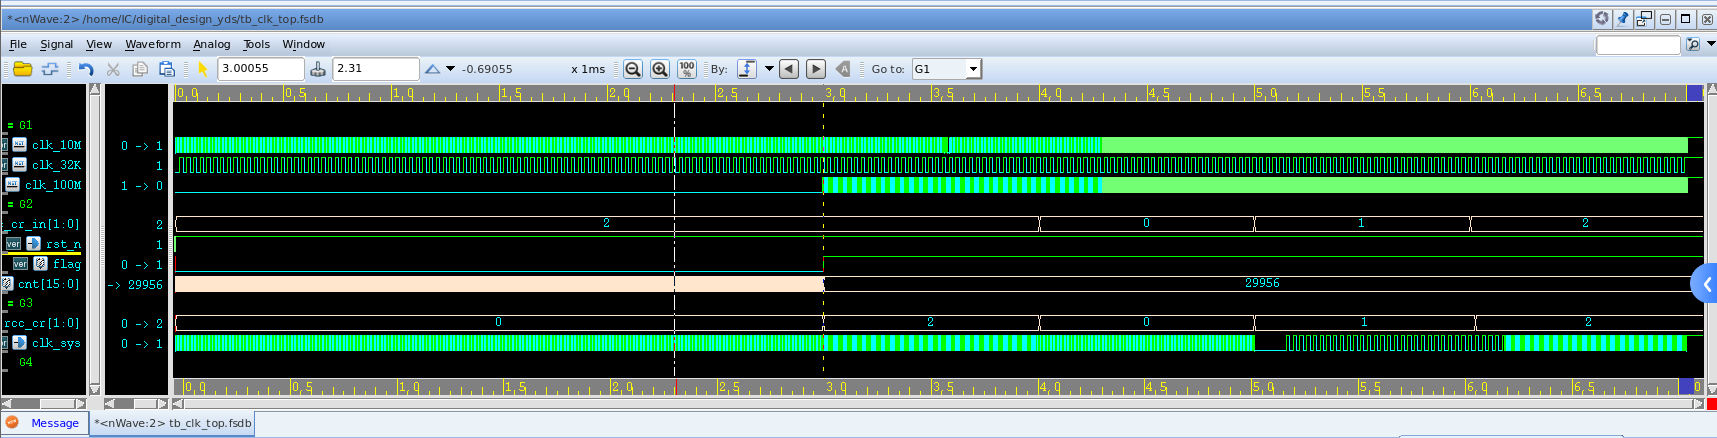 *<nWave:2> /home/IC/digital_design_yds/tb_clk_top.fsdb
File Signal View Waveform Analog Tools Window
3.00055 2.31 -0.69055 x 1ms 100% By: Go to: G1
0.0 0.5 1.0 1.5 2.0 2.5 3.0 3.5 4.0 4.5 5.0 5.5 6.0 6.5
= G1
clk_10M 0 -> 1
clk_32K 1
clk_100M 1 -> 0
= G2
_cr_in[1:0] 2 2 0 1 2
ver rst_n 1
ver flag 0 -> 1
cnt[15:0] -> 29956 29956
= G3
rcc_cr[1:0] 0 -> 2 0 2 0 1 2
clk_sys 0 -> 1
G4
0.0 0.5 1.0 1.5 2.0 2.5 3.0 3.5 4.0 4.5 5.0 5.5 6.0 6.5 0
Message *<nWave:2> tb_clk_top.fsdb